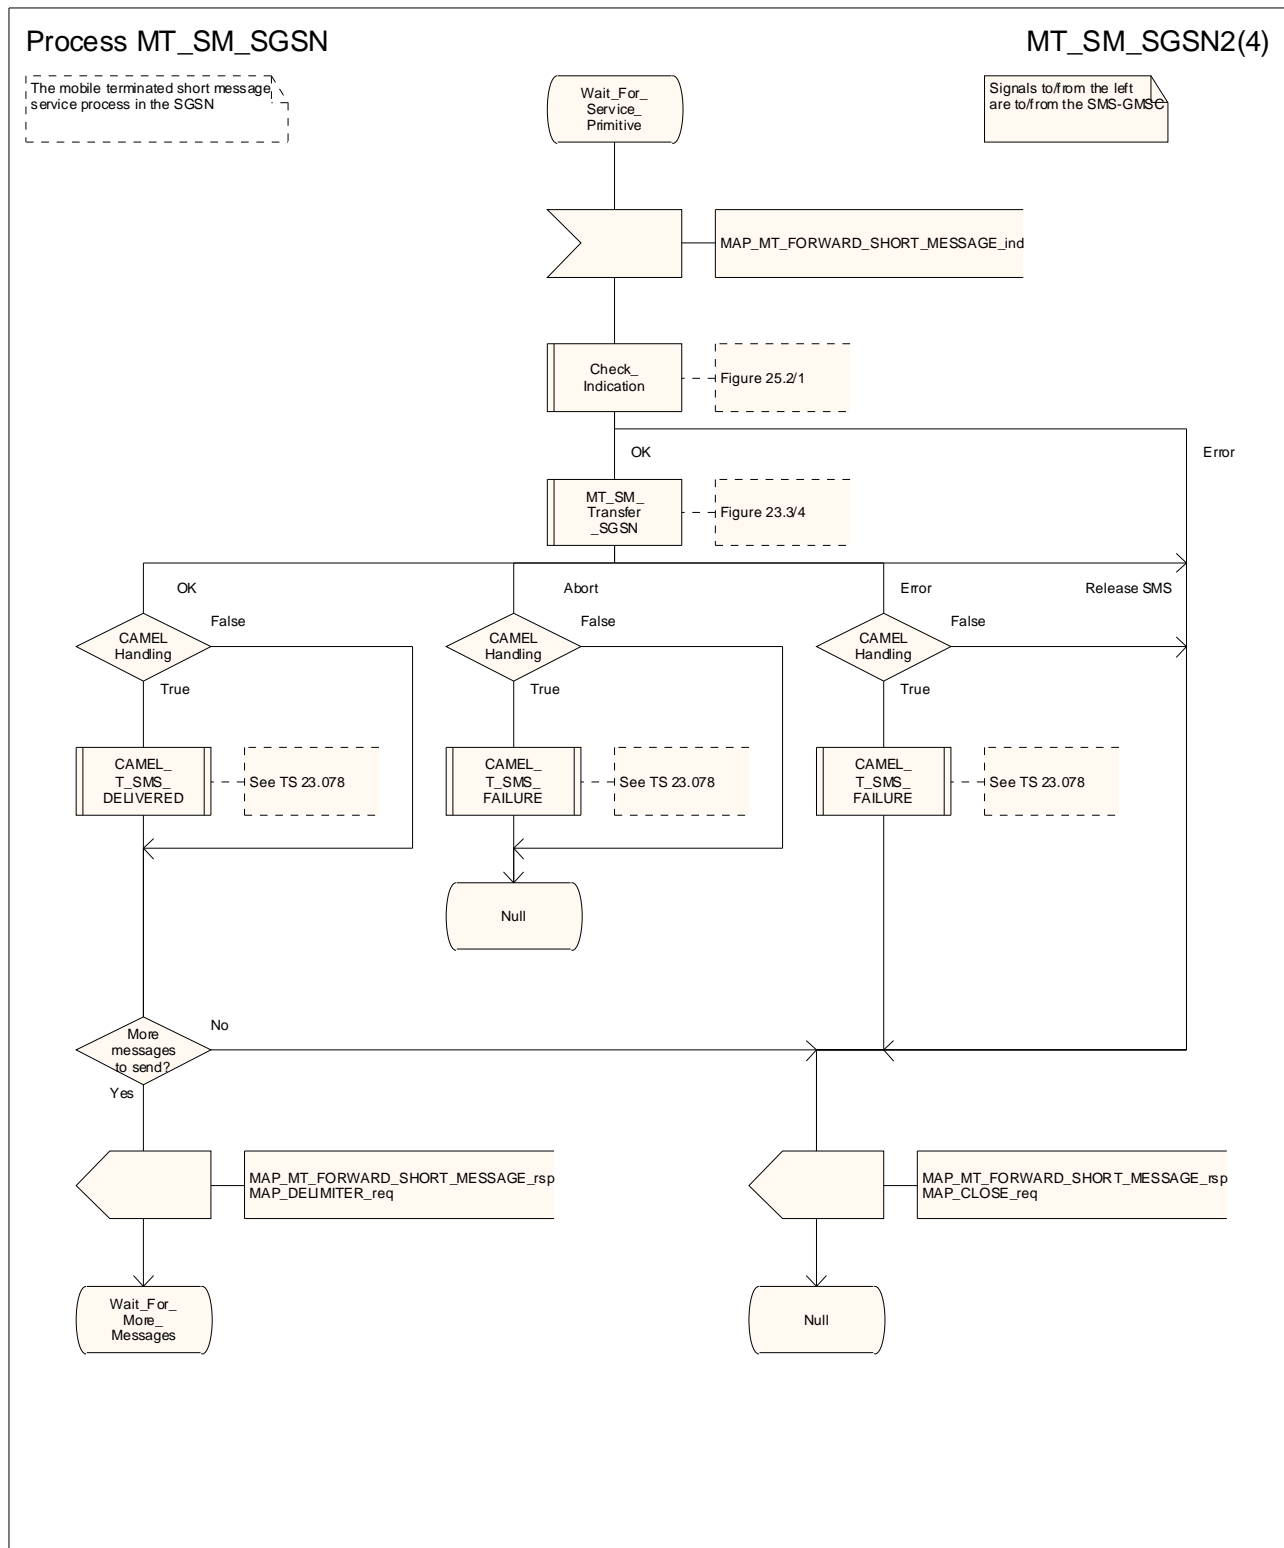 Process MT_SM_SGSN
MT_SM_SGSN2(4)
The mobile terminated short message
service process in the SGSN
Wait_For_
Service_
Primitive
Signals to/from the left
are to/from the SMS-GMSC
MAP_MT_FORWARD_SHORT_MESSAGE_ind
Check_
Indication
Figure 25.2/1
OK
Error
MT_SM_
Transfer
_SGSN
Figure 23.3/4
OK
Abort
Error
Release SMS
CAMEL
Handling
False
True
CAMEL
Handling
False
True
CAMEL
Handling
False
True
CAMEL_
T_SMS_
DELIVERED
See TS 23.078
CAMEL_
T_SMS_
FAILURE
See TS 23.078
CAMEL_
T_SMS_
FAILURE
See TS 23.078
Null
More
messages
to send?
No
Yes
MAP_MT_FORWARD_SHORT_MESSAGE_rsp
MAP_DELIMITER_req
MAP_MT_FORWARD_SHORT_MESSAGE_rsp
MAP_CLOSE_req
Wait_For_
More_
Messages
Null